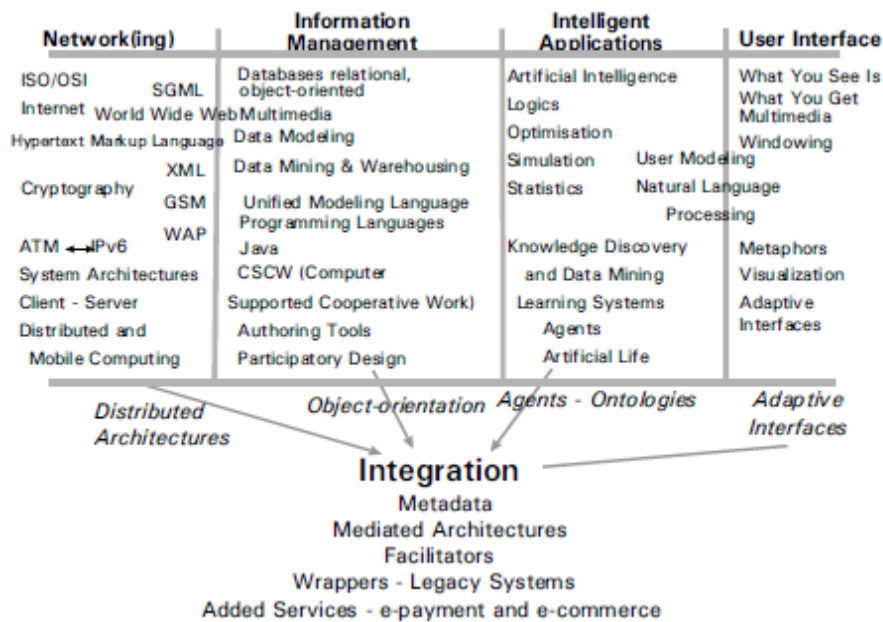 Network(ing)
Information
Management
Intelligent
Applications
User Interface
ISO/OSI
SGML
Internet
World Wide Web
Hypertext Markup Language
XML
Cryptography
GSM
WAP
ATM ↔ IPv6
System Architectures
Client - Server
Distributed and
Mobile Computing
Databases relational,
object-oriented
Multimedia
Data Modeling
Data Mining & Warehousing
Unified Modeling Language
Programming Languages
Java
CSCW (Computer
Supported Cooperative Work)
Authoring Tools
Participatory Design
Artificial Intelligence
Logics
Optimisation
Simulation
User Modeling
Statistics
Natural Language
Processing
Knowledge Discovery
and Data Mining
Learning Systems
Agents
Artificial Life
What You See Is
What You Get
Multimedia
Windowing
Metaphors
Visualization
Adaptive
Interfaces
Distributed
Architectures
Object-orientation
Agents - Ontologies
Adaptive
Interfaces
Integration
Metadata
Mediated Architectures
Facilitators
Wrappers - Legacy Systems
Added Services - e-payment and e-commerce